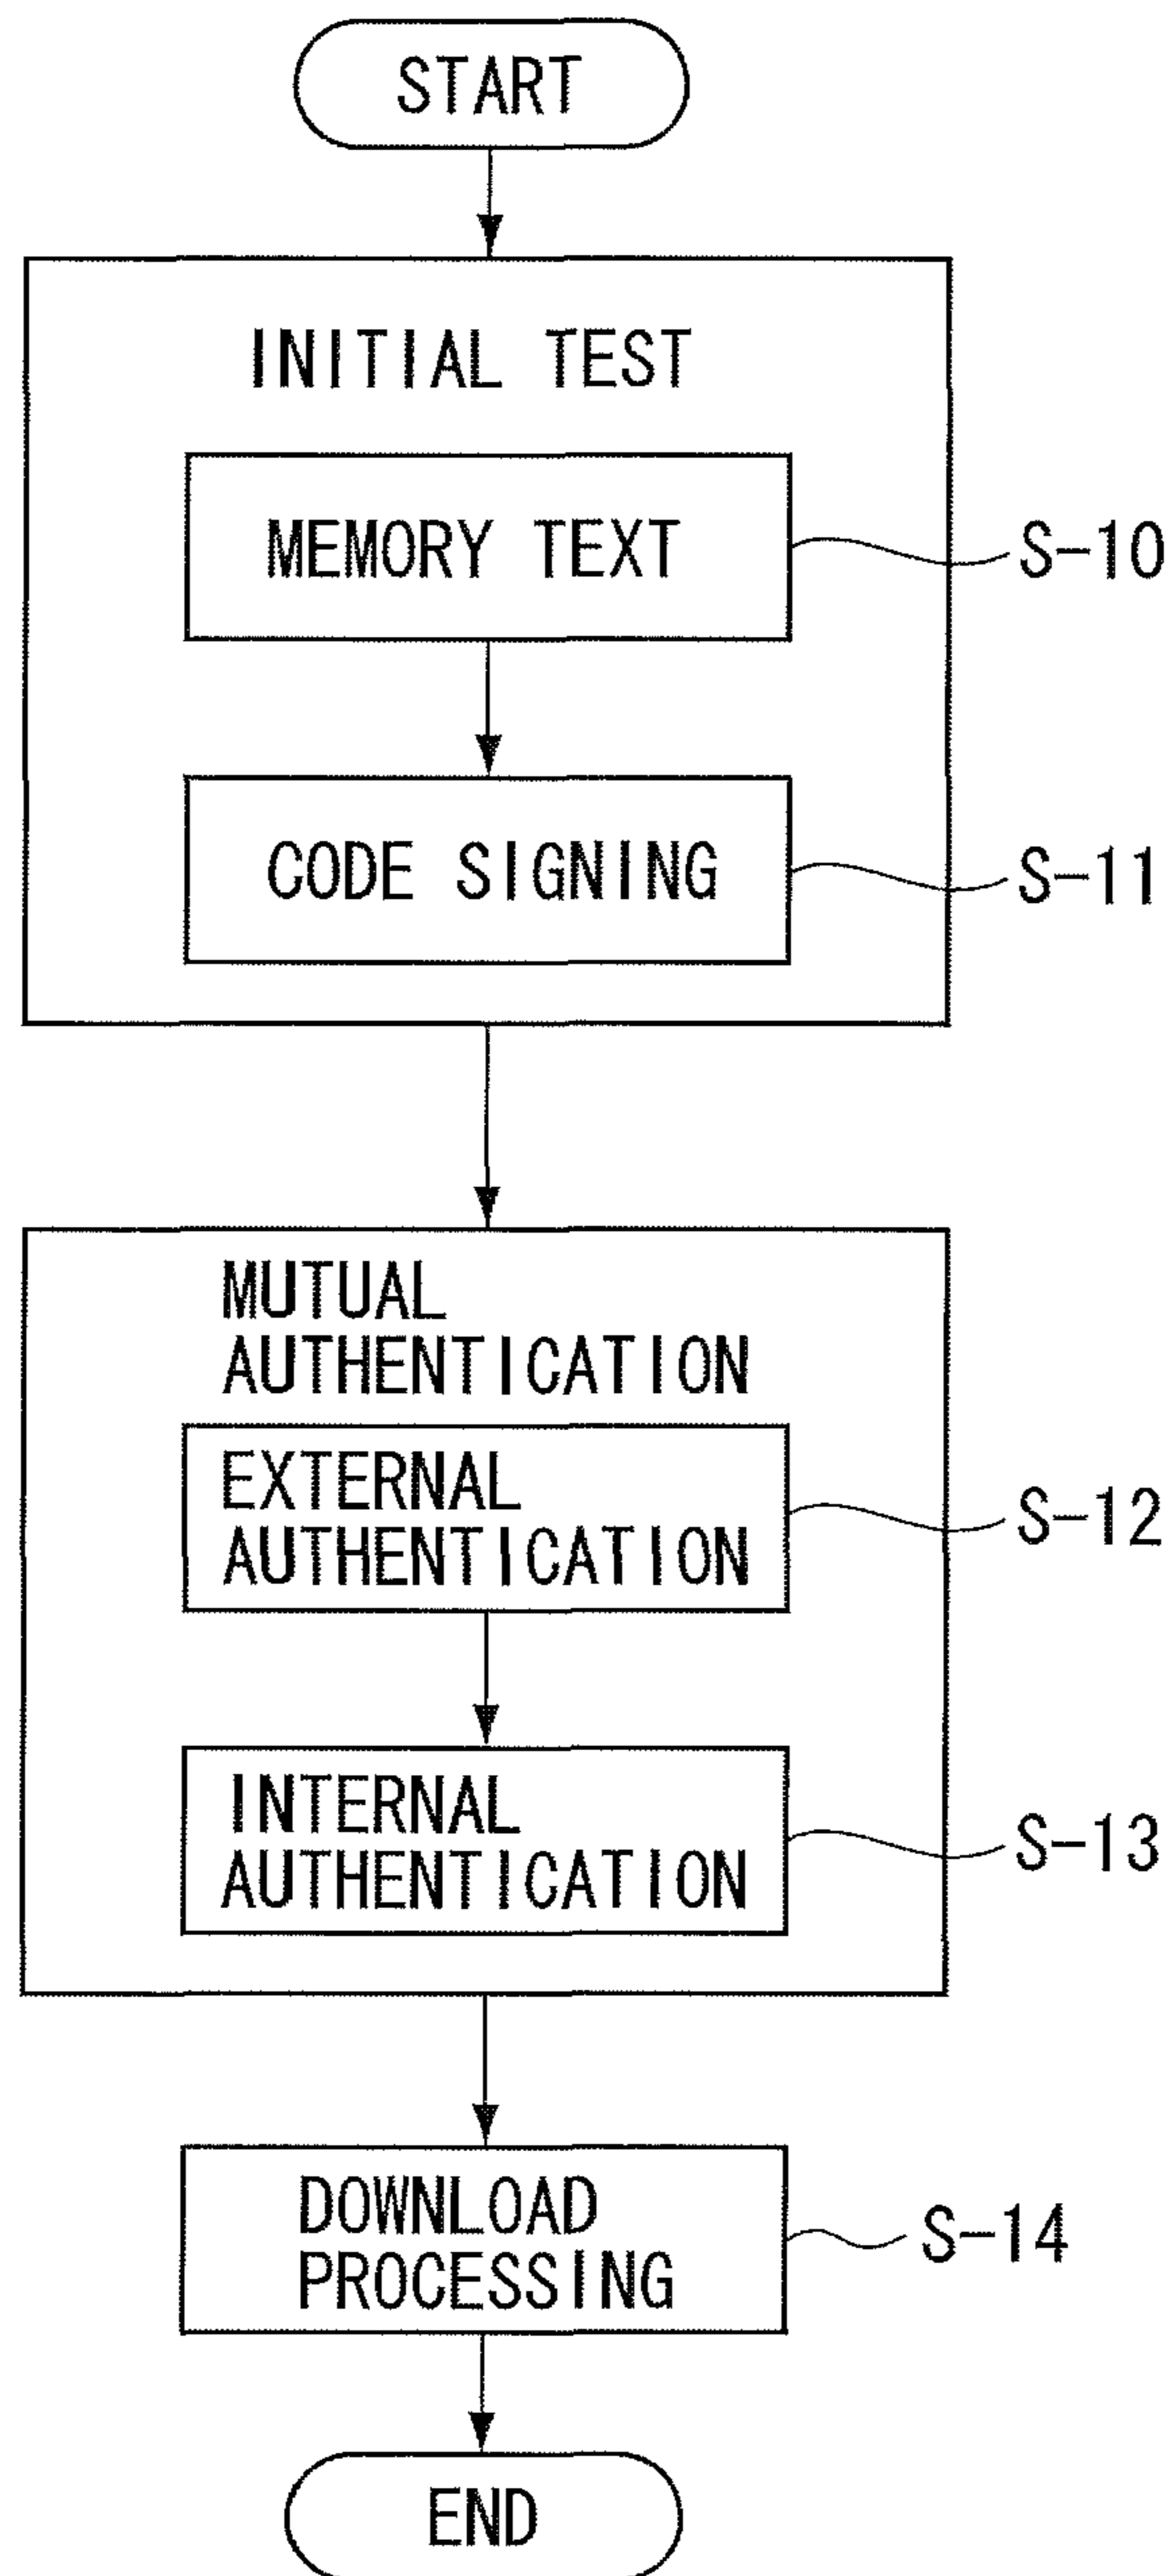 START
INITIAL TEST
MEMORY TEXT
S-10
CODE SIGNING
S-11
MUTUAL
AUTHENTICATION
EXTERNAL
AUTHENTICATION
S-12
INTERNAL
AUTHENTICATION
S-13
DOWNLOAD
PROCESSING
S-14
END